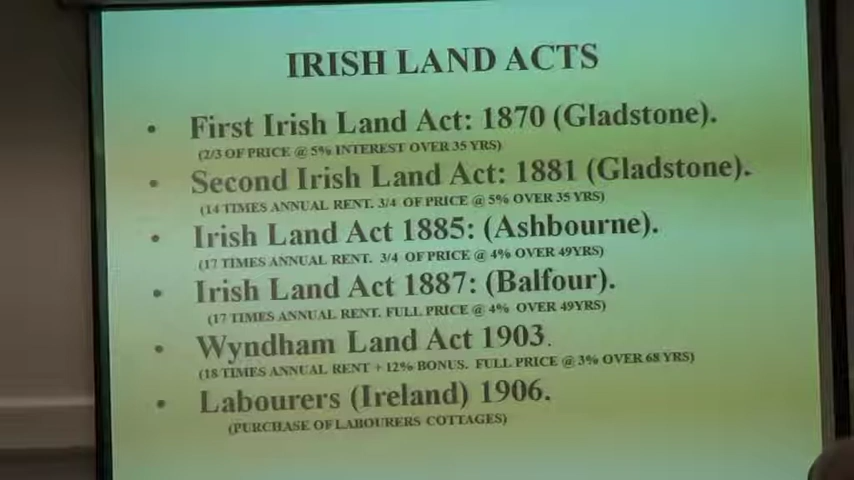 IRISH LAND ACTS
• First Irish Land Act: 1870 (Gladstone).
(2/3 OF PRICE @ 5% INTEREST OVER 35 YRS)
• Second Irish Land Act: 1881 (Gladstone).
(14 TIMES ANNUAL RENT. 3/4 OF PRICE @ 5% OVER 35 YRS)
• Irish Land Act 1885: (Ashbourne).
(17 TIMES ANNUAL RENT. 3/4 OF PRICE @ 4% OVER 49YRS)
• Irish Land Act 1887: (Balfour).
(17 TIMES ANNUAL RENT. FULL PRICE @ 4% OVER 49YRS)
• Wyndham Land Act 1903.
(18 TIMES ANNUAL RENT + 12% BONUS. FULL PRICE @ 3% OVER 68 YRS)
• Labourers (Ireland) 1906.
(PURCHASE OF LABOURERS COTTAGES)